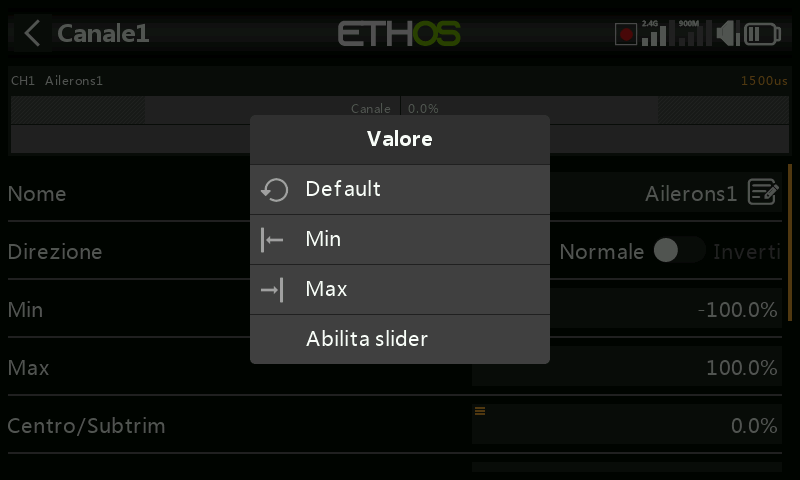 Canale1
ETHOS
2.4G
900M
CH1 Ailerons1
1500us
Canale 0.0%
Valore
Default
Min
Max
Abilita slider
Nome
Ailerons1
Direzione
Normale
Inverti
Min
-100.0%
Max
100.0%
Centro/Subtrim
0.0%